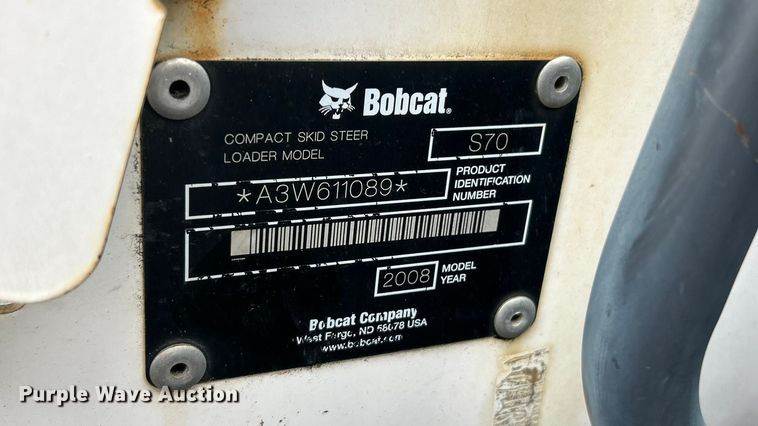 Bobcat®
COMPACT SKID STEER
LOADER MODEL
S70
*A3W611089*
PRODUCT
IDENTIFICATION
NUMBER
2008
MODEL
YEAR
Bobcat Company
West Fargo, ND 58078 USA
www.bobcat.com
Purple Wave Auction